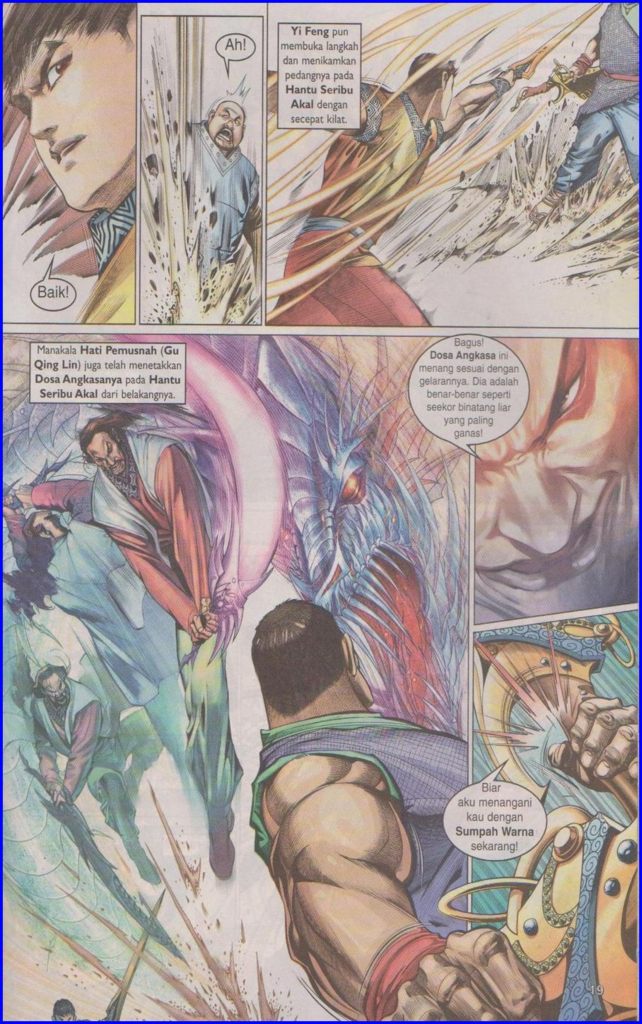 Baik!
Ah!
Yi Feng pun
membuka langkah
dan menikamkan
pedangnya pada
Hantu Seribu
Akal dengan
secepat kilat.
Manakala Hati Pemusnah (Gu
Qing Lin) juga telah menetakkan
Dosa Angkasanya pada Hantu
Seribu Akal dari belakangnya.
Bagus!
Dosa Angkasa ini
menang sesuai dengan
gelarannya. Dia adalah
benar-benar seperti
seekor binatang liar
yang paling
ganas!
Biar
aku menangani
kau dengan
Sumpah Warna
sekarang!
19